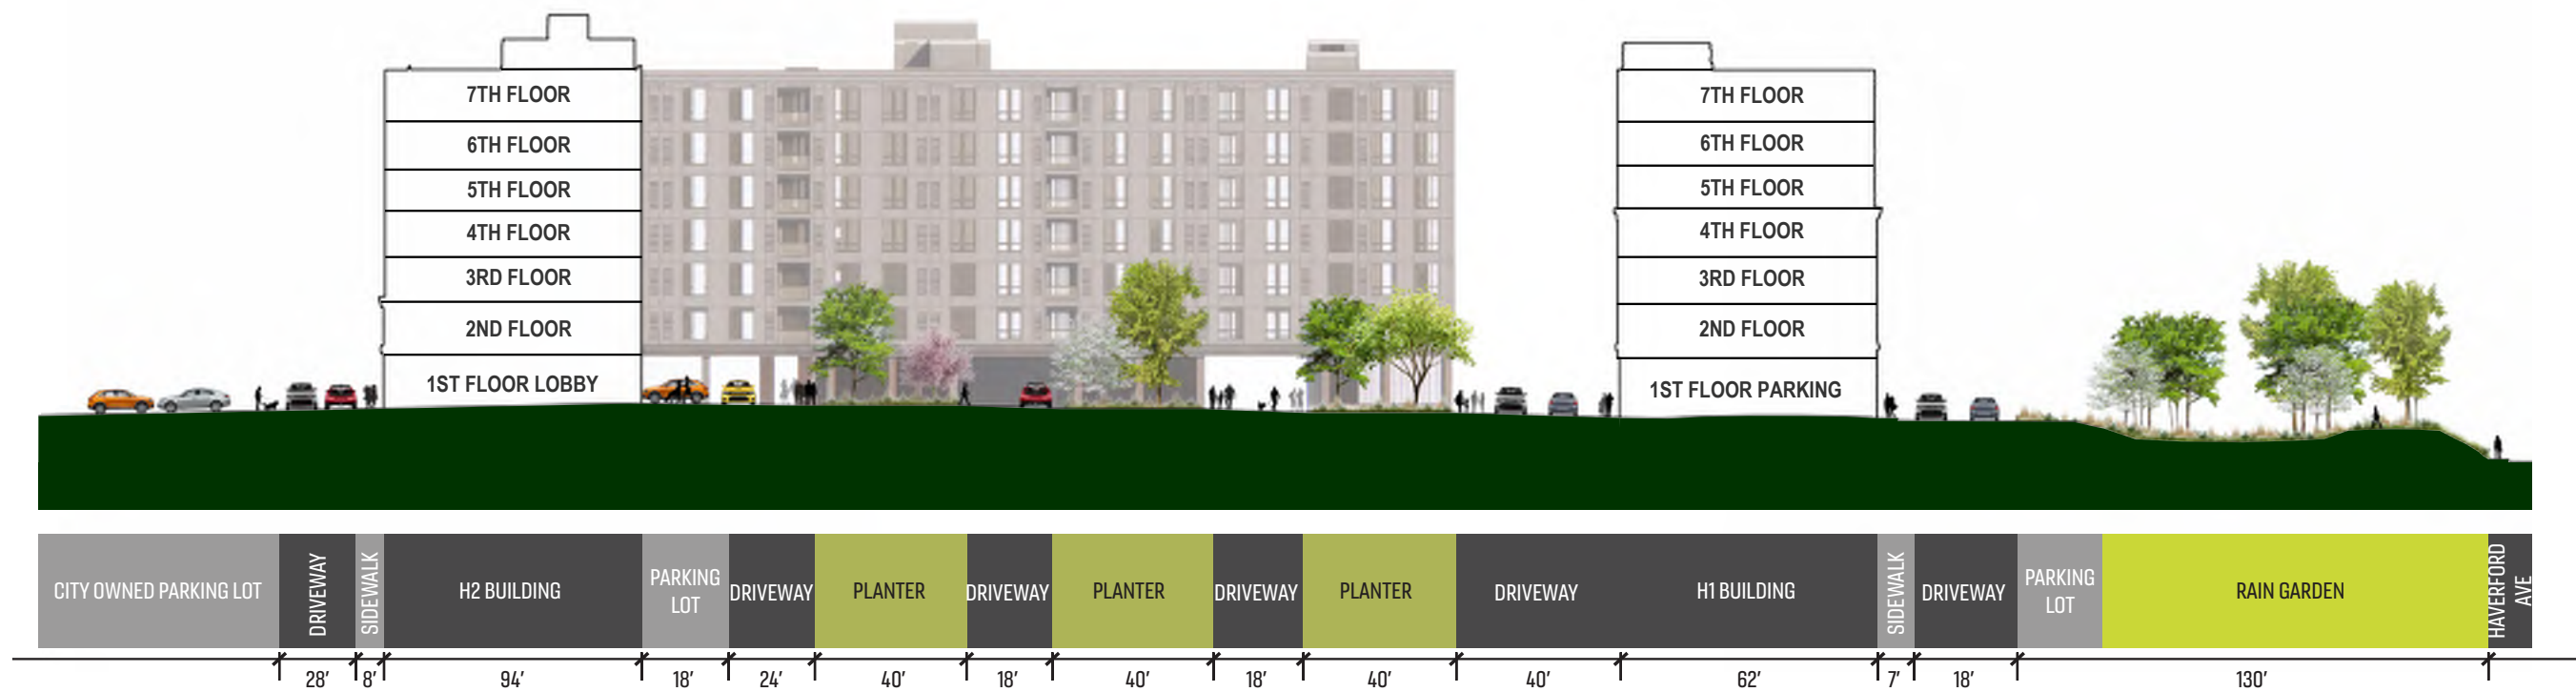 7TH FLOOR
6TH FLOOR
5TH FLOOR
4TH FLOOR
3RD FLOOR
2ND FLOOR
1ST FLOOR LOBBY
7TH FLOOR
6TH FLOOR
5TH FLOOR
4TH FLOOR
3RD FLOOR
2ND FLOOR
1ST FLOOR PARKING
CITY OWNED PARKING LOT
DRIVEWAY
SIDEWALK
H2 BUILDING
PARKING
LOT
DRIVEWAY
PLANTER
DRIVEWAY
PLANTER
DRIVEWAY
PLANTER
DRIVEWAY
H1 BUILDING
SIDEWALK
DRIVEWAY
PARKING
LOT
RAIN GARDEN
HAVERFORD
AVE
28'
8'
94'
18'
24'
40'
18'
40'
18'
40'
40'
62'
7'
18'
130'